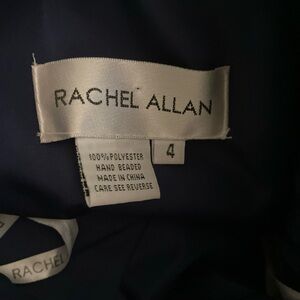 RACHEL ALLAN
4
100% POLYESTER
HAND BEADED
MADE IN CHINA
CARE SEE REVERSE
RACHEL